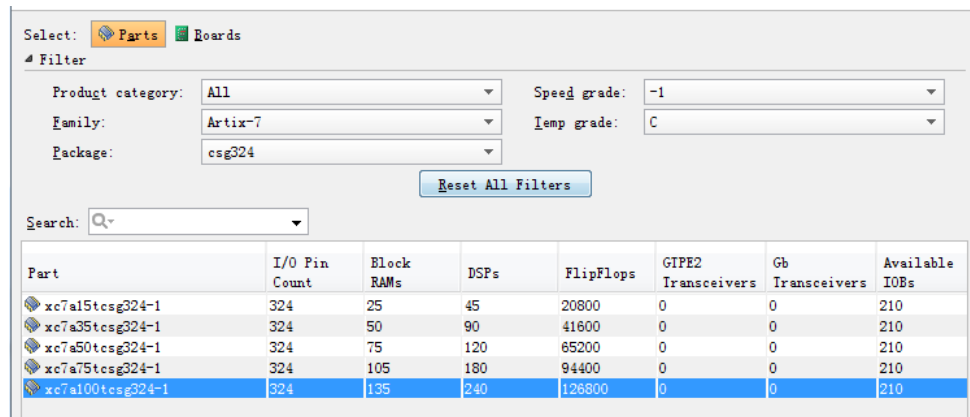 Select: Parts Boards
Filter
Product category: All Speed grade: -1
Family: Artix-7 Temp grade: C
Package: csg324
Reset All Filters
Search:
Part I/O Pin Count Block RAMs DSPs FlipFlops GTPE2 Transceivers Gb Transceivers Available IOBs
xc7a15tcsg324-1 324 25 45 20800 0 0 210
xc7a35tcsg324-1 324 50 90 41600 0 0 210
xc7a50tcsg324-1 324 75 120 65200 0 0 210
xc7a75tcsg324-1 324 105 180 94400 0 0 210
xc7a100tcsg324-1 324 135 240 126800 0 0 210